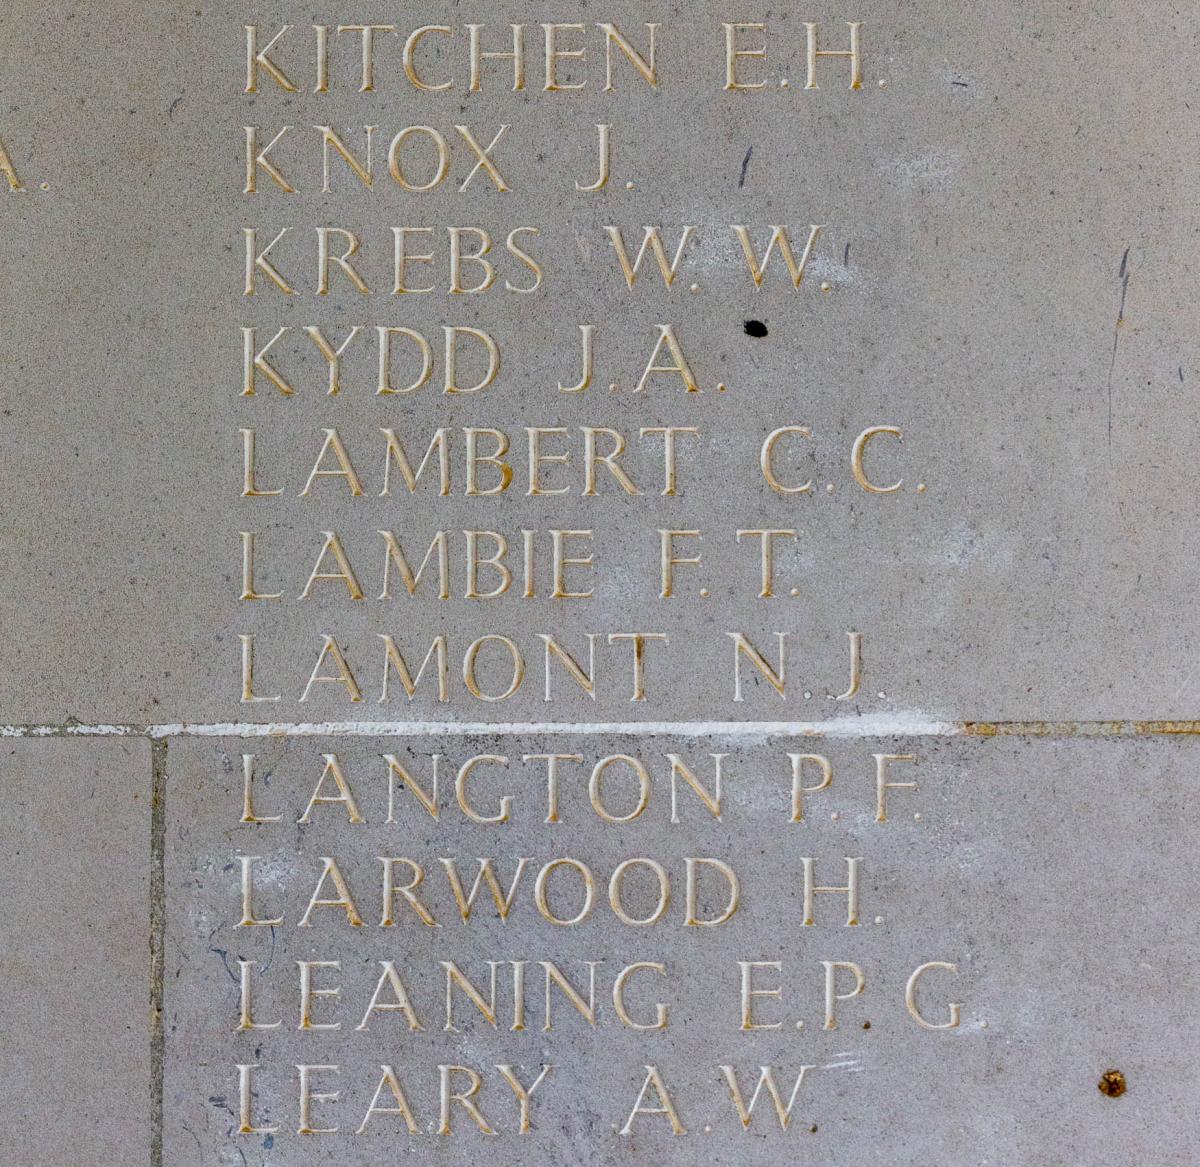 KITCHEN E.H.
A.
KNOX J.
KREBS W.W.
KYDD J.A.
LAMBERT C.C.
LAMBIE F.T.
LAMONT N.J.
LANGTON P.F.
LARWOOD H.
LEANING E.P.G.
LEARY A.W.